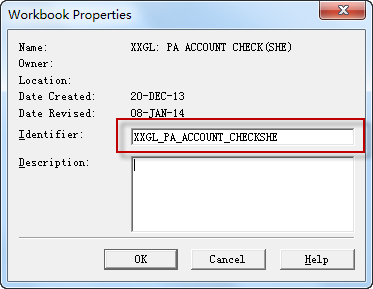 Workbook Properties
Name: XXGL: PA ACCOUNT CHECK(SHE)
Owner:
Location:
Date Created: 20-DEC-13
Date Revised: 08-JAN-14
Identifier: XXGL_PA_ACCOUNT_CHECKSHE
Description:
OK Cancel Help